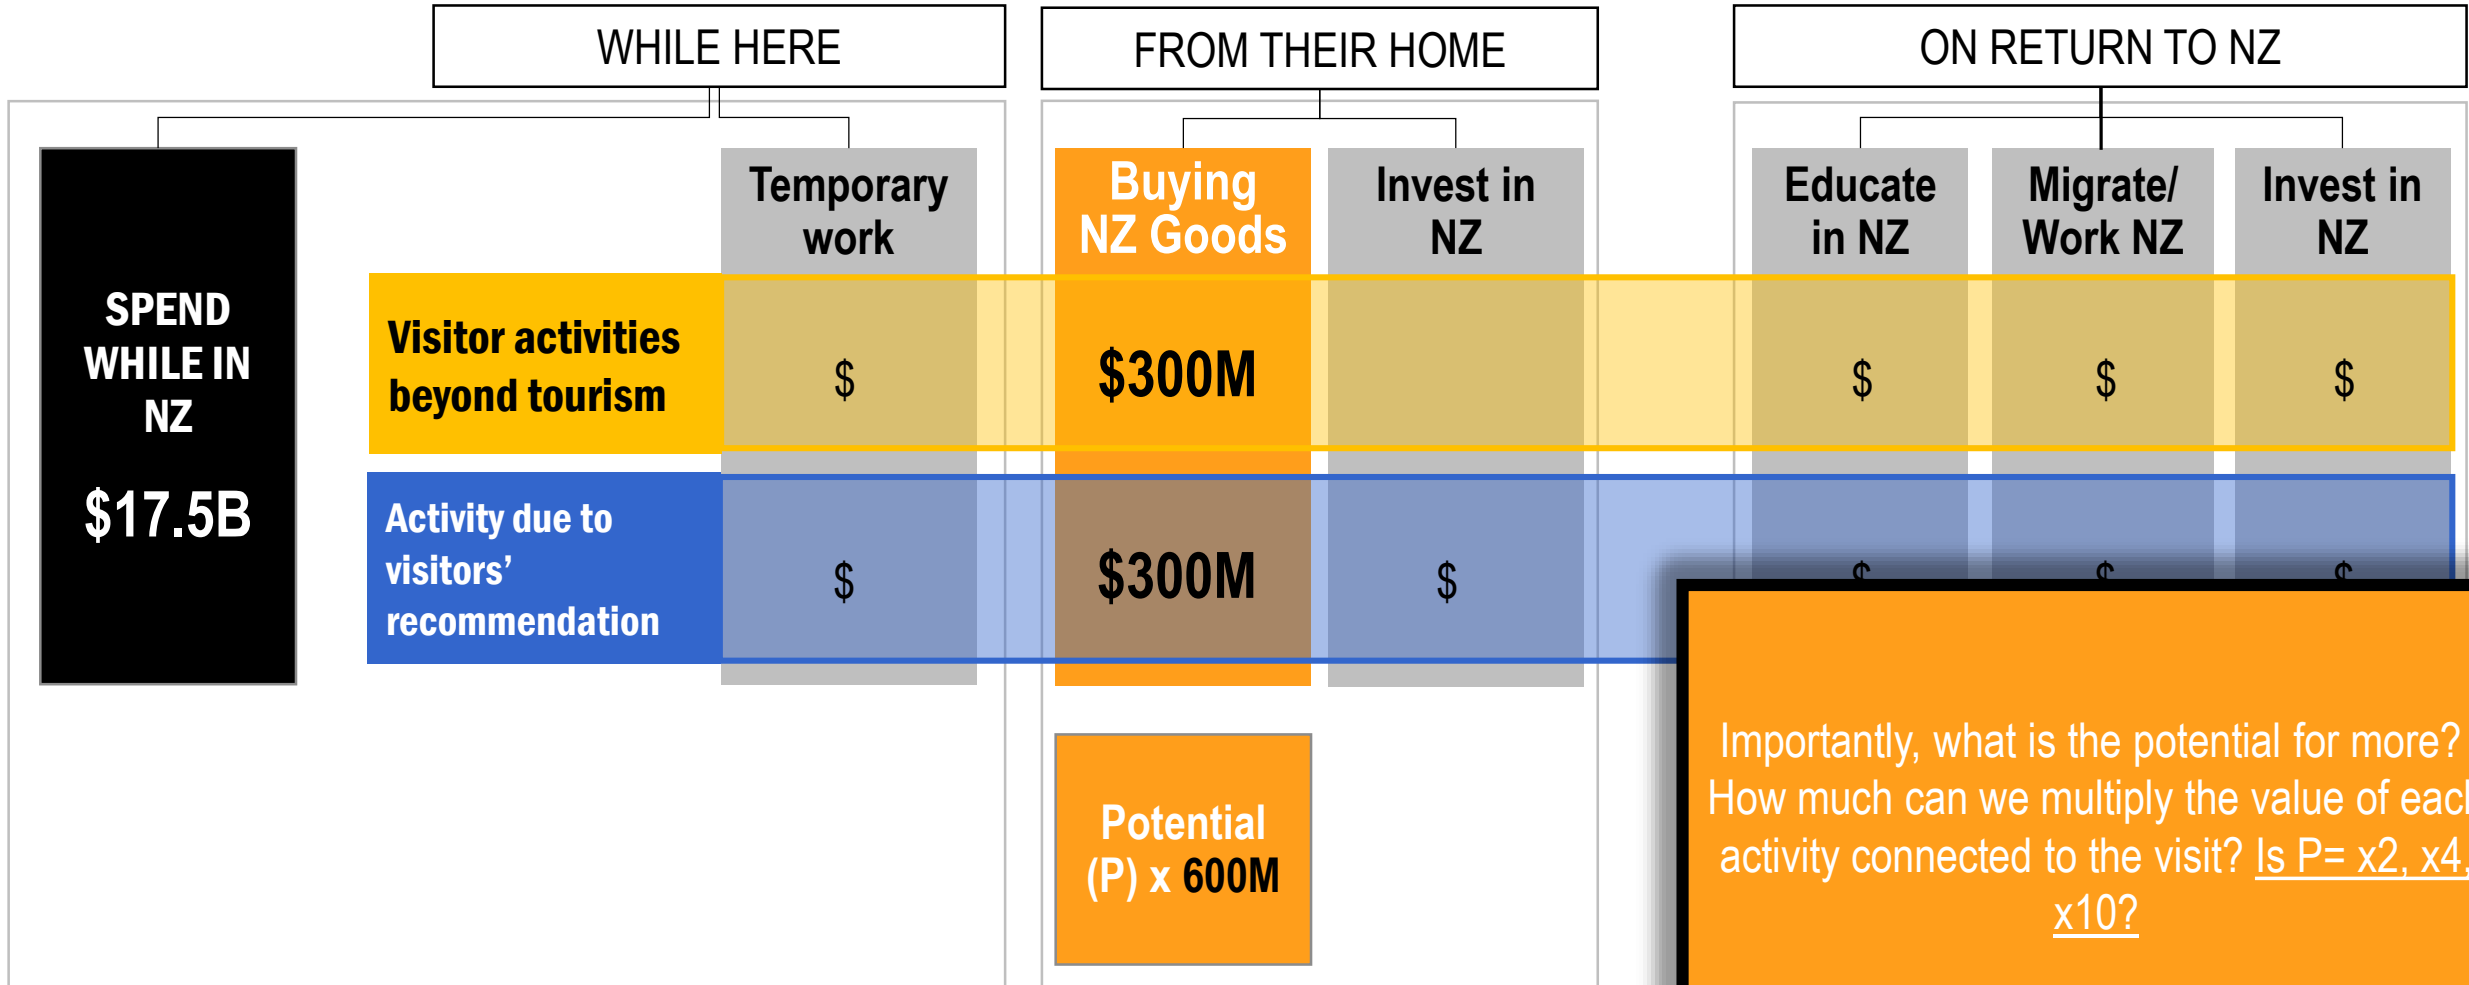 WHILE HERE
FROM THEIR HOME
ON RETURN TO NZ
SPEND
WHILE IN
NZ
$17.5B
Temporary
work
Buying
NZ Goods
Invest in
NZ
Educate
in NZ
Migrate/
Work NZ
Invest in
NZ
Visitor activities
beyond tourism
$
$300M
$
$
$
Activity due to
visitors’
recommendation
$
$300M
$
$
$
$
Potential
(P) x 600M
Importantly, what is the potential for more?
How much can we multiply the value of each
activity connected to the visit? Is P= x2, x4,
x10?